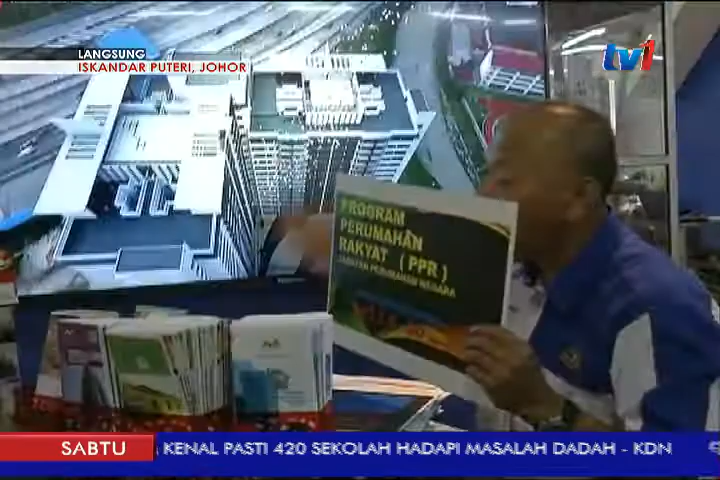 LANGSUNG
ISKANDAR PUTERI, JOHOR
tv1
PROGRAM
PERUMAHAN
RAKYAT (PPR)
JABATAN PERUMAHAN NEGARA
SABTU
KENAL PASTI 420 SEKOLAH HADAPI MASALAH DADAH - KDN